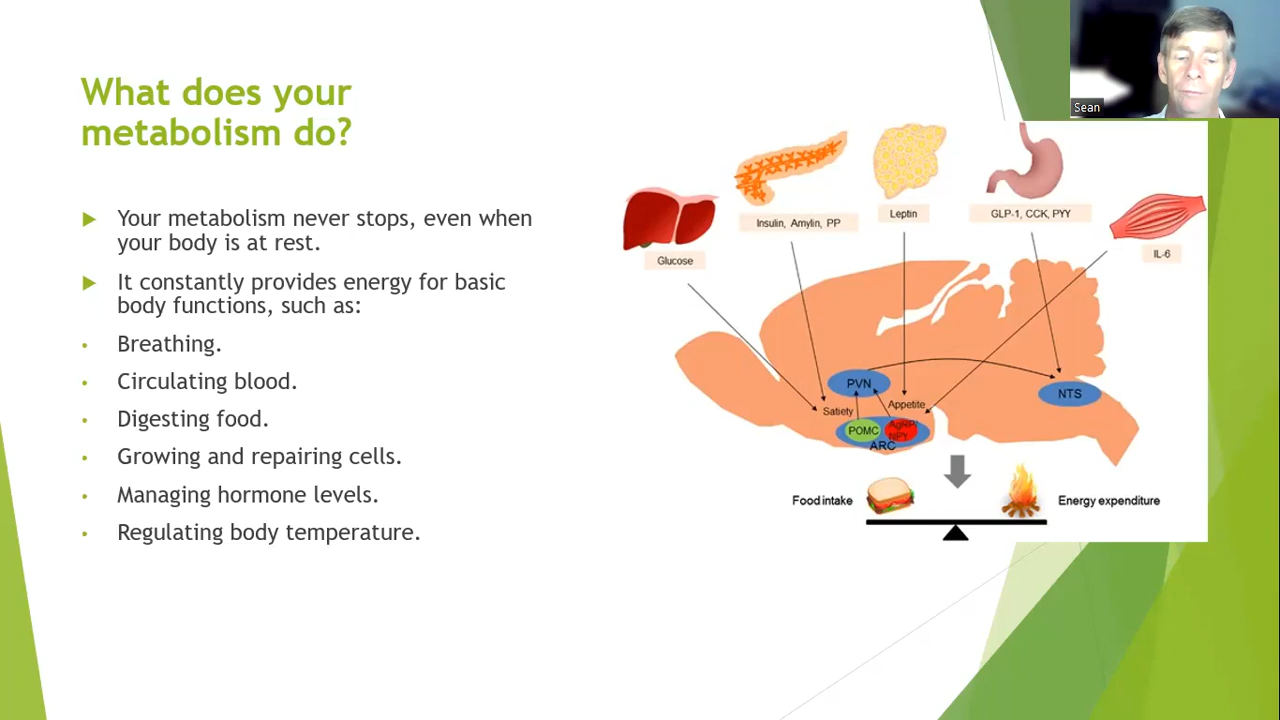 What does your
metabolism do?
Your metabolism never stops, even when
your body is at rest.
It constantly provides energy for basic
body functions, such as:
Breathing.
Circulating blood.
Digesting food.
Growing and repairing cells.
Managing hormone levels.
Regulating body temperature.
Sean
Glucose
Insulin, Amylin, PP
Leptin
GLP-1, CCK, PYY
IL-6
PVN
NTS
Satiety
Appetite
POMC
AgRP/
NPY
ARC
Food intake
Energy expenditure